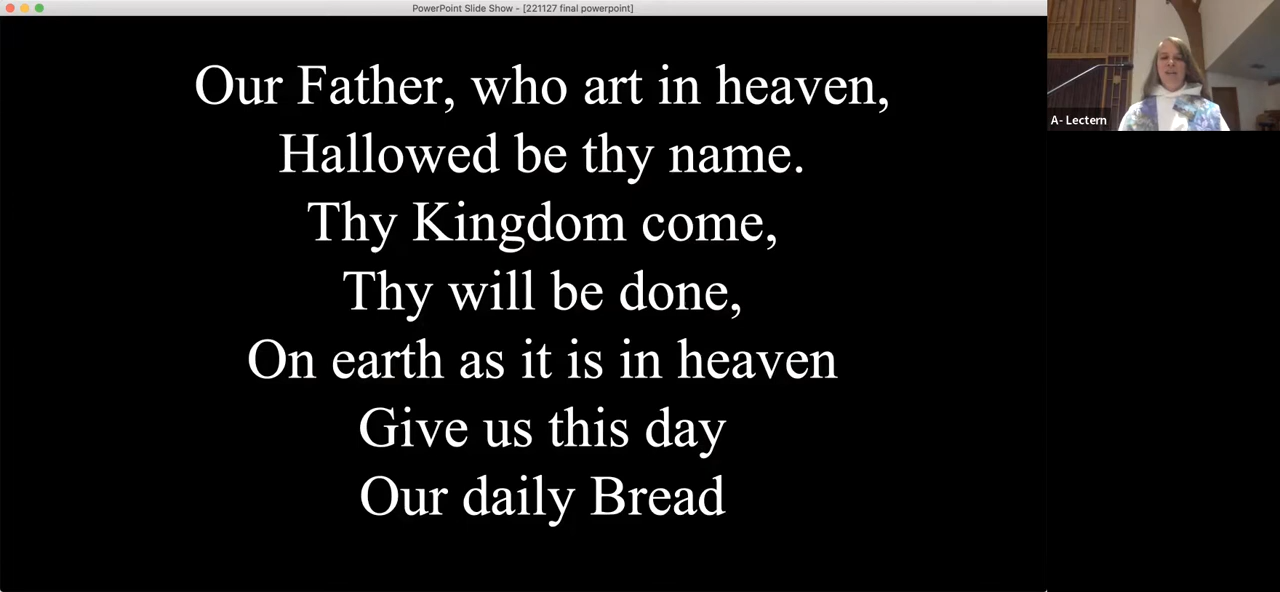 PowerPoint Slide Show - [221127 final powerpoint]
Our Father, who art in heaven,
Hallowed be thy name.
Thy Kingdom come,
Thy will be done,
On earth as it is in heaven
Give us this day
Our daily Bread
A- Lectern